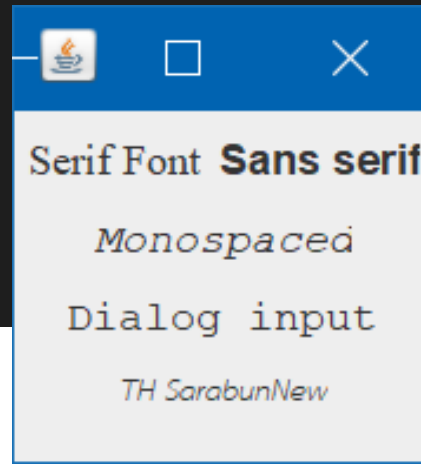 Serif Font Sans serif
Monospaced
Dialog input
TH SarabunNew